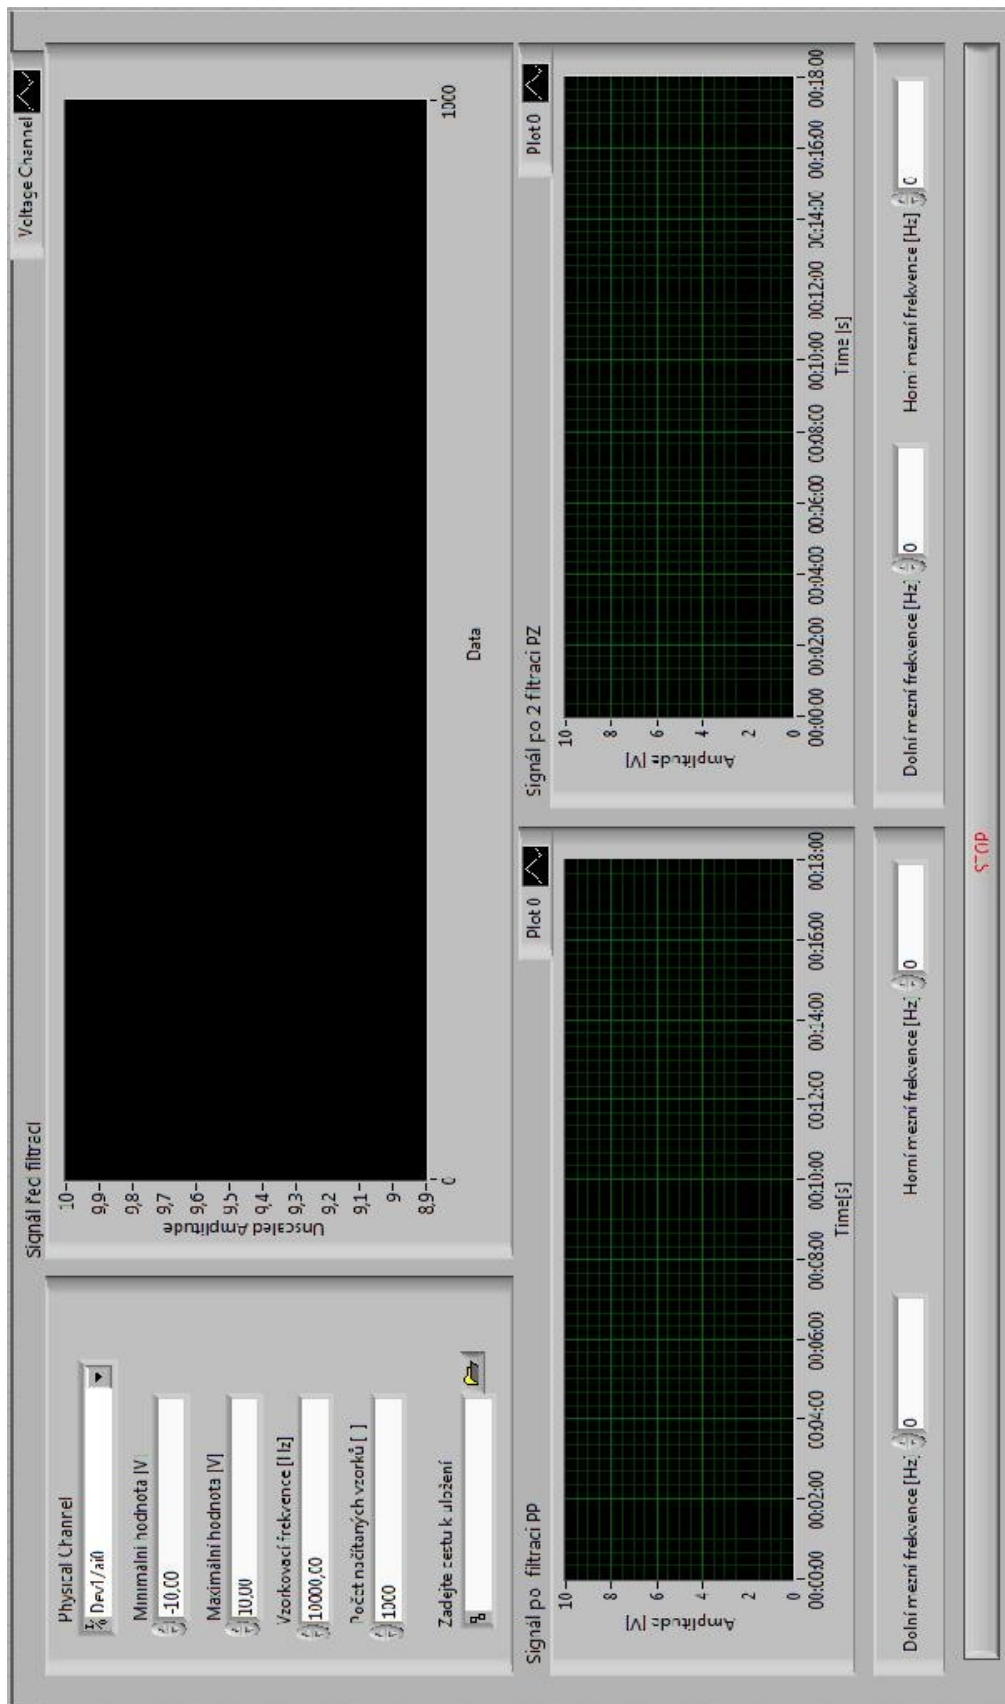 Physical Channel
Dev1/ai0
Minimální hodnota [V]
-10,00
Maximální hodnota [V]
10,00
Vzorkovací frekvence [Hz]
10000,00
Počet načítaných vzorků [ ]
1000
Zadejte cestu k uložení
Signál řed filtrací
Voltage Channel
Unscaled Amplitude
10
9,9
9,8
9,7
9,6
9,5
9,4
9,3
9,2
9,1
9
8,9
0
1000
Data
Signál po filtraci PP
Plot 0
Amplituda [V]
10
8
6
4
2
0
00:00:00 00:02:00 00:04:00 00:06:00 00:08:00 00:10:00 00:12:00 00:14:00 00:16:00 00:18:00
Time[s]
Signál po 2 filtraci PZ
Plot 0
Amplituda [V]
10
8
6
4
2
0
00:00:00 00:02:00 00:04:00 00:06:00 00:08:00 00:10:00 00:12:00 00:14:00 00:16:00 00:18:00
Time [s]
Dolní mezní frekvence [Hz]
0
Horní mezní frekvence [Hz]
0
Dolní mezní frekvence [Hz]
0
Horní mezní frekvence [Hz]
0
STOP